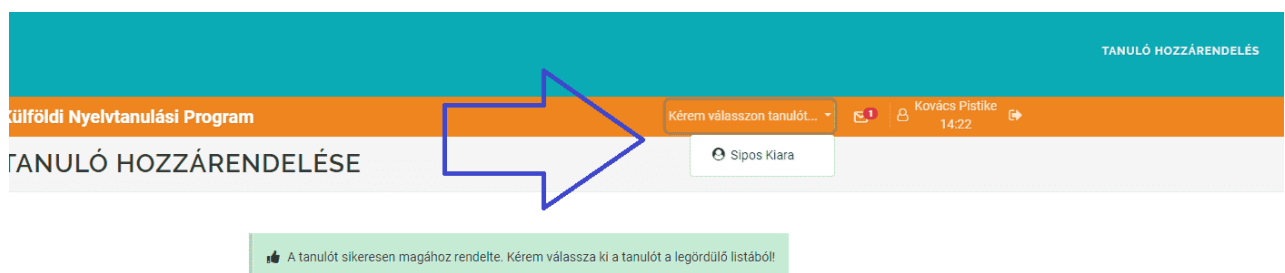 TANULÓ HOZZÁRENDELÉS
Külföldi Nyelvtanulási Program
Kérem válasszon tanulót...
1
Kovács Pistike
14:22
TANULÓ HOZZÁRENDELÉSE
Sipos Kiara
A tanulót sikeresen magához rendelte. Kérem válassza ki a tanulót a legördülő listából!